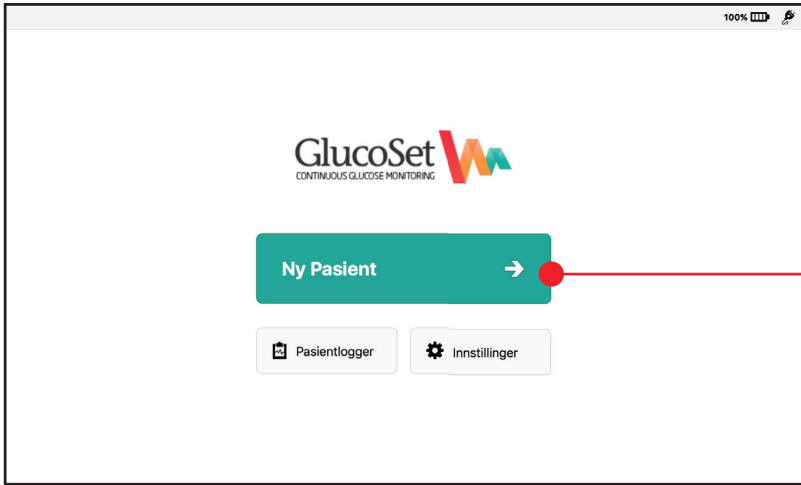 100%
GlucoSet
CONTINUOUS GLUCOSE MONITORING
Ny Pasient
Pasientlogger
Innstillinger